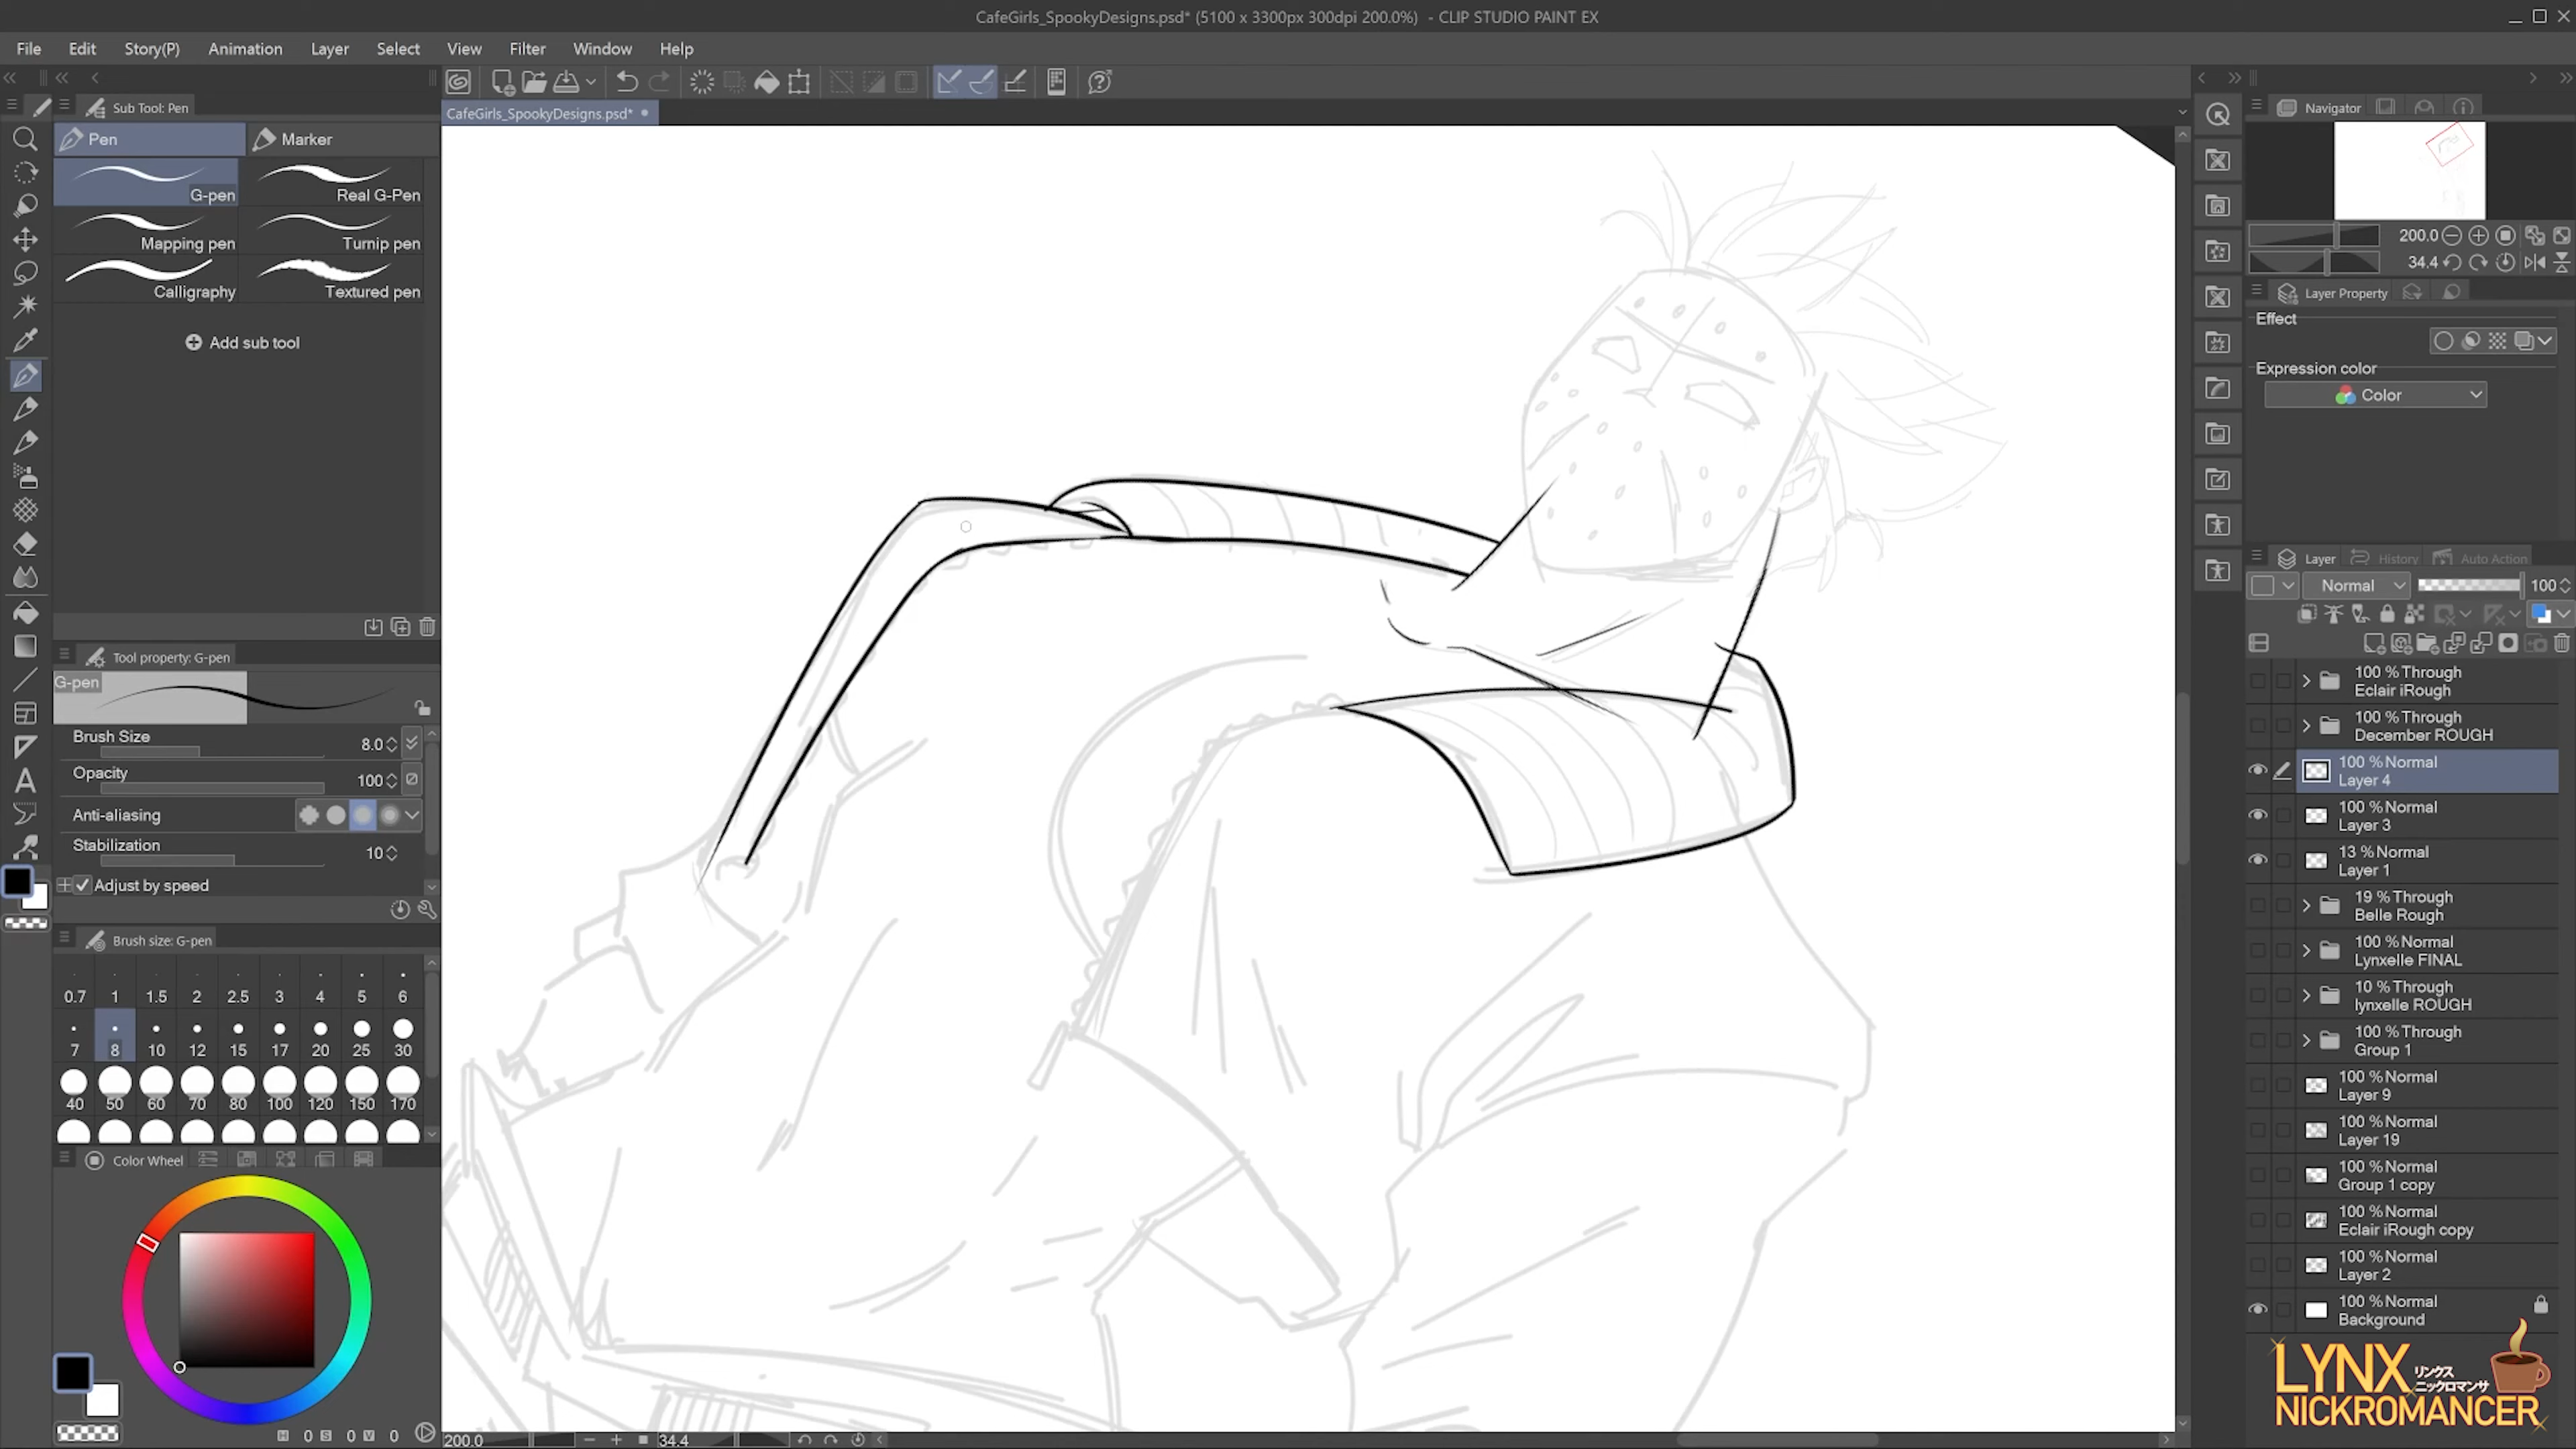 CafeGirls_SpookyDesigns.psd* (5100 x 3300px 300dpi 200.0%) - CLIP STUDIO PAINT EX
File Edit Story(P) Animation Layer Select View Filter Window Help
Sub Tool: Pen
CafeGirls_SpookyDesigns.psd*
Pen
Marker
G-pen
Real G-Pen
Mapping pen
Turnip pen
Calligraphy
Textured pen
Add sub tool
Tool property: G-pen
G-pen
Brush Size
8.0
Opacity
100
Anti-aliasing
Stabilization
10
Adjust by speed
Brush size: G-pen
0.7 1 1.5 2 2.5 3 4 5 6
7 8 10 12 15 17 20 25 30
40 50 60 70 80 100 120 150 170
Color Wheel
H 0 S 0 V 0
200.0
34.4
Navigator
200.0
34.4
Layer Property
Effect
Expression color
Color
Layer History Auto Action
Normal 100
100 % Through
Eclair iRough
100 % Through
December ROUGH
100 % Normal
Layer 4
100 % Normal
Layer 3
13 % Normal
Layer 1
19 % Through
Belle Rough
100 % Normal
Lynxelle FINAL
10 % Through
lynxelle ROUGH
100 % Through
Group 1
100 % Normal
Layer 9
100 % Normal
Layer 19
100 % Normal
Group 1 copy
100 % Normal
Eclair iRough copy
100 % Normal
Layer 2
100 % Normal
Background
LYNX
リンクス
ニックロマンサ
NICKROMANCER